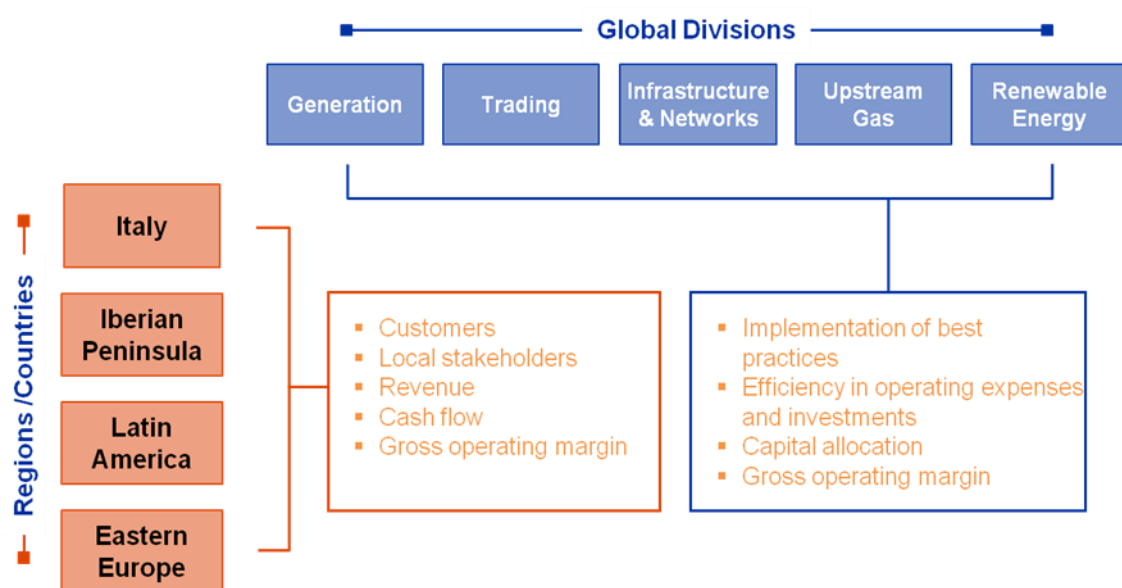 Global Divisions
Generation
Trading
Infrastructure
& Networks
Upstream
Gas
Renewable
Energy
Regions /Countries
Italy
Iberian
Peninsula
Latin
America
Eastern
Europe
▪ Customers
▪ Local stakeholders
▪ Revenue
▪ Cash flow
▪ Gross operating margin
▪ Implementation of best
practices
▪ Efficiency in operating expenses
and investments
▪ Capital allocation
▪ Gross operating margin